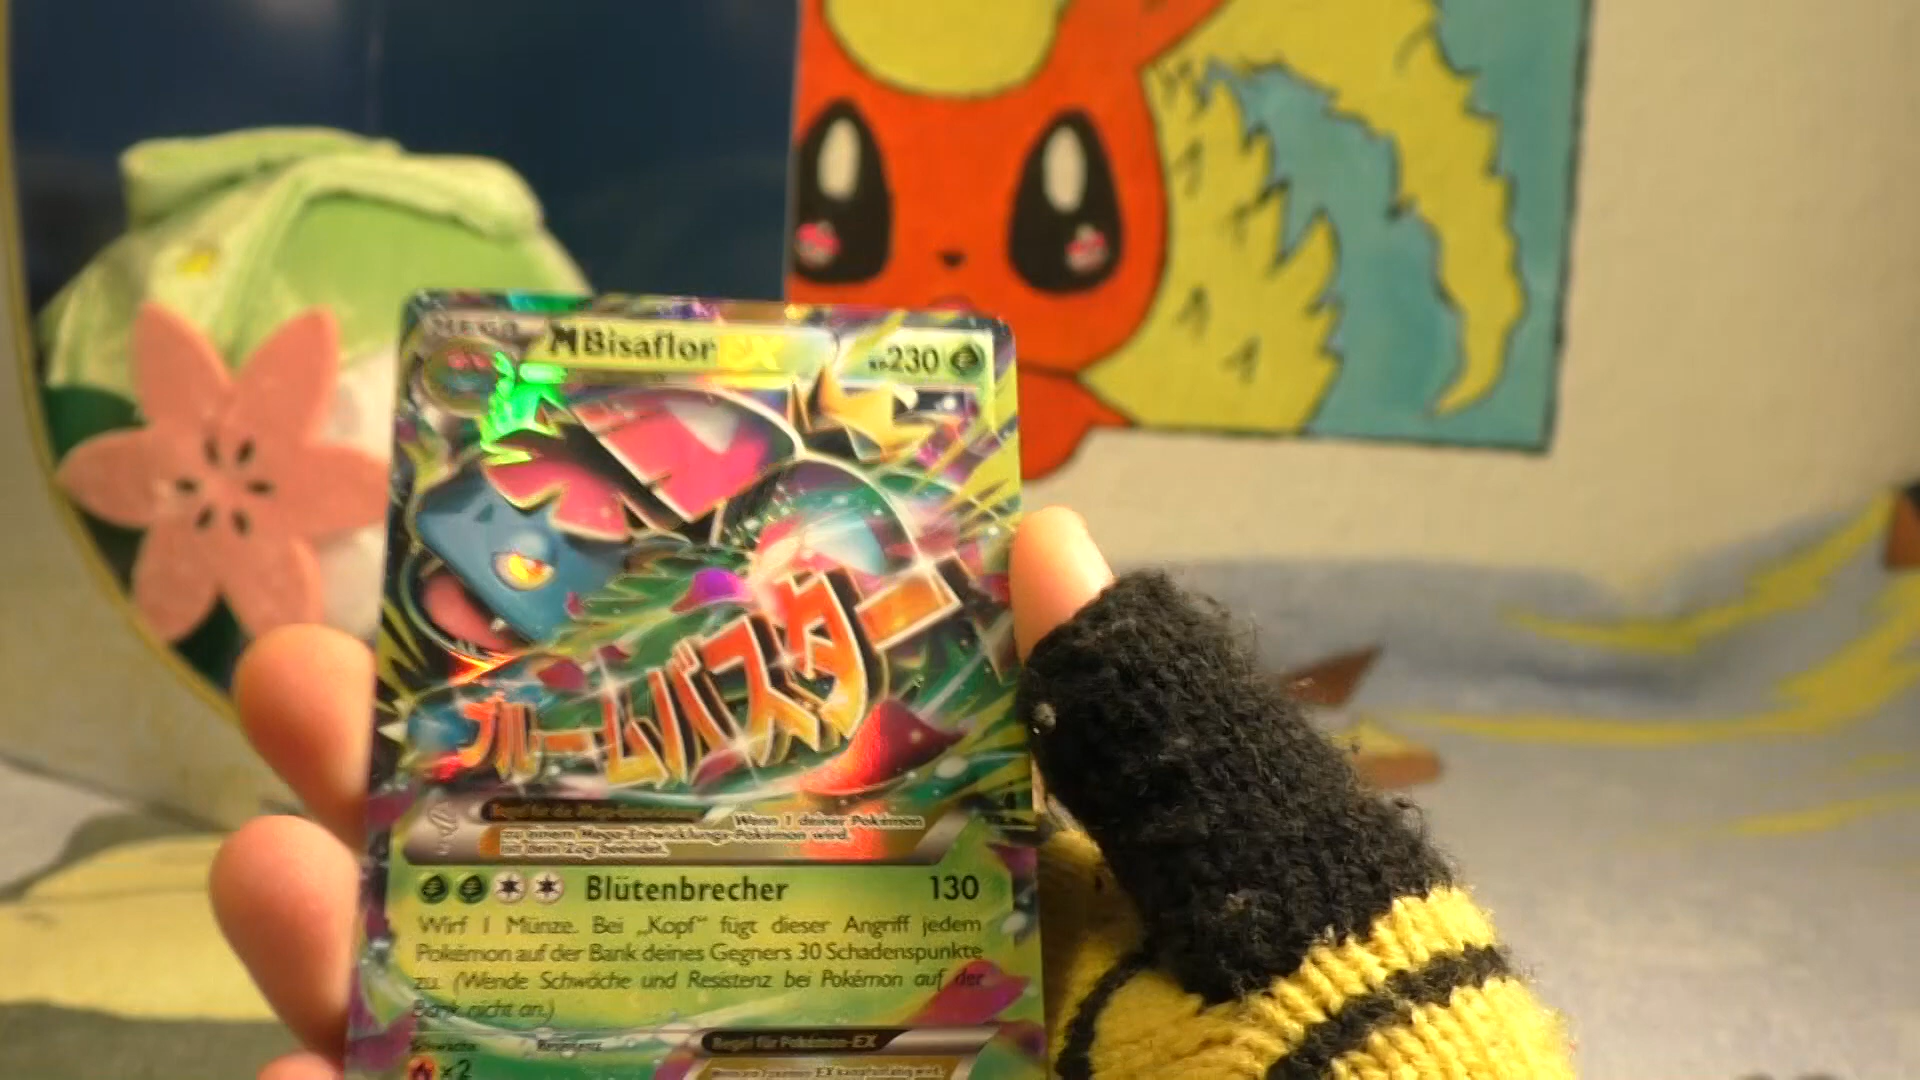 MEGA
M Bisaflor EX
KP230
ブルームバスター
Wenn 1 deiner Pokémon
zu einem Mega-Entwicklungs-Pokémon wird,
ist dein Zug beendet.
Blütenbrecher 130
Wirf 1 Münze. Bei „Kopf“ fügt dieser Angriff jedem
Pokémon auf der Bank deines Gegners 30 Schadenspunkte
zu. (Wende Schwäche und Resistenz bei Pokémon auf der
Bank nicht an.)
Schwäche Resistenz
×2
Regel für Pokémon-EX